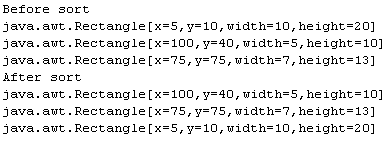 Before sort
java.awt.Rectangle[x=5,y=10,width=10,height=20]
java.awt.Rectangle[x=100,y=40,width=5,height=10]
java.awt.Rectangle[x=75,y=75,width=7,height=13]
After sort
java.awt.Rectangle[x=100,y=40,width=5,height=10]
java.awt.Rectangle[x=75,y=75,width=7,height=13]
java.awt.Rectangle[x=5,y=10,width=10,height=20]